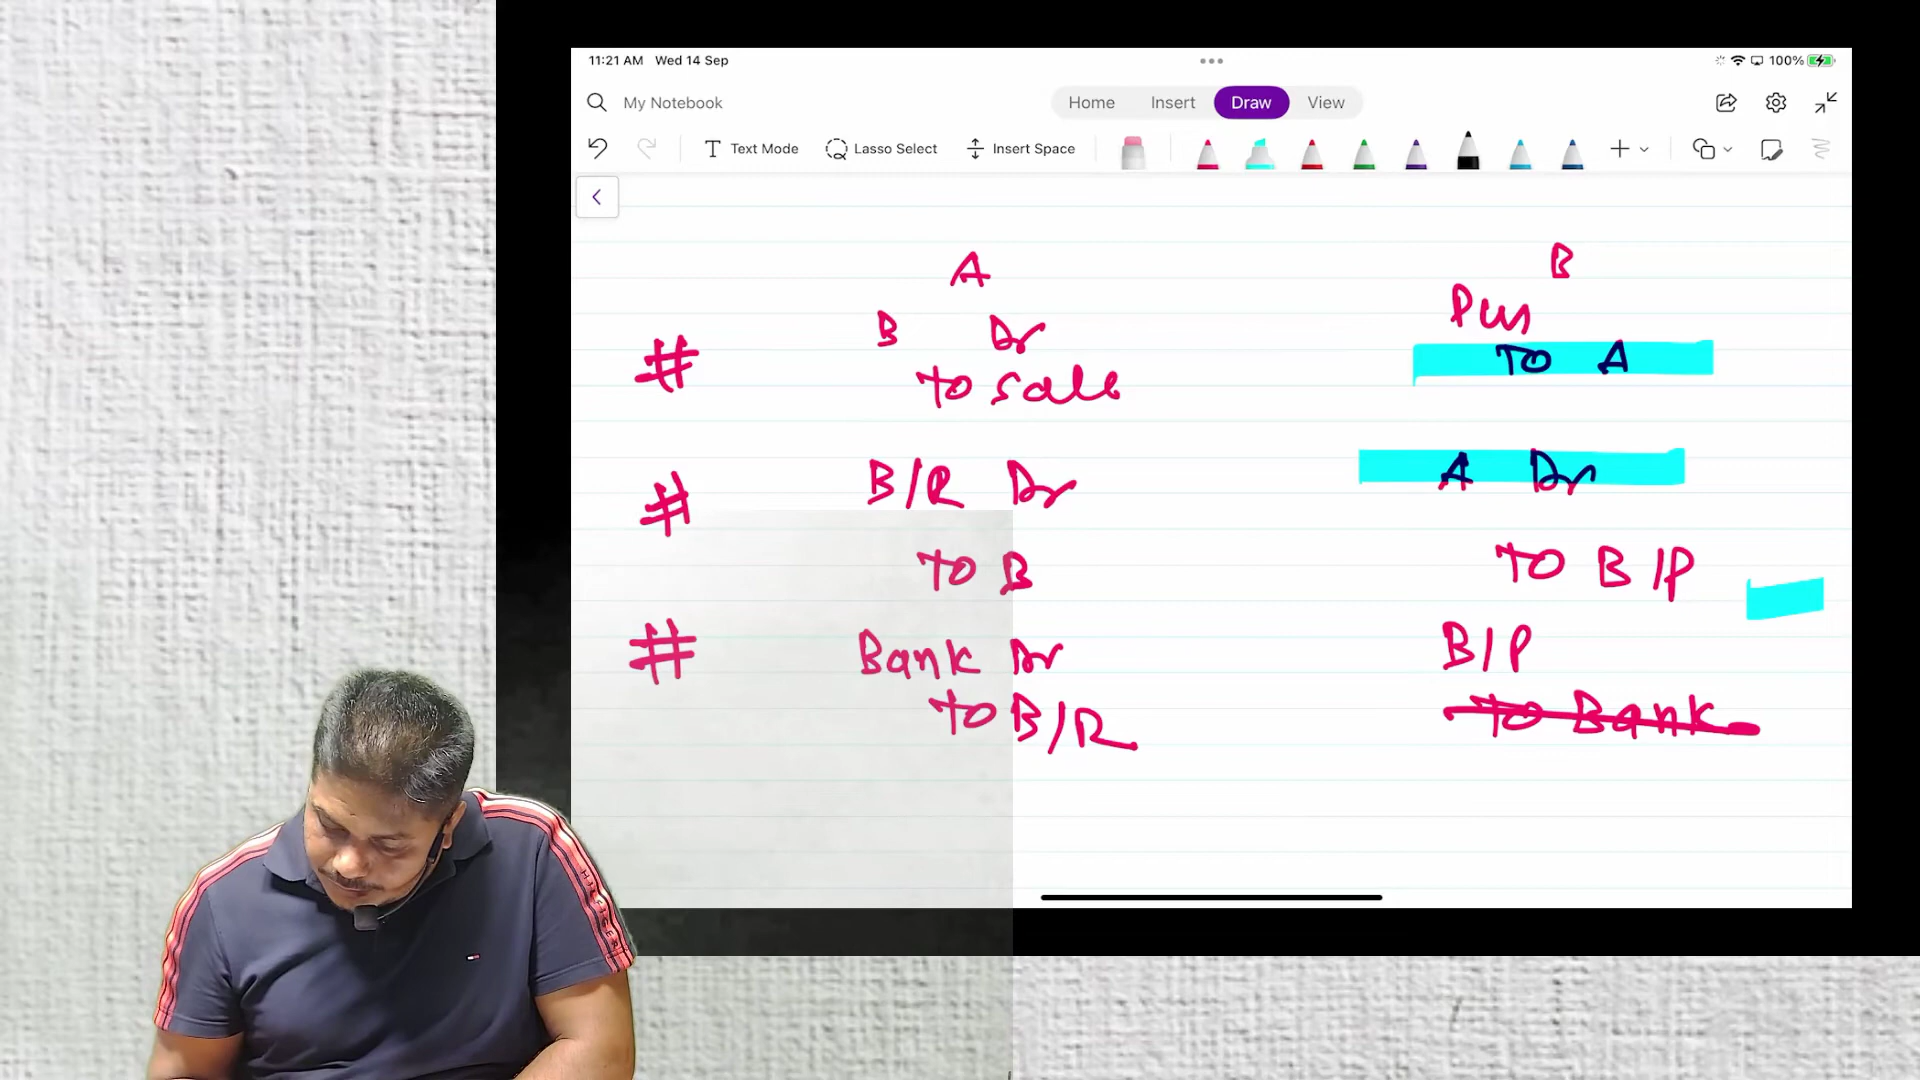 11:21 AM Wed 14 Sep
100%
My Notebook
Home Insert Draw View
Text Mode Lasso Select Insert Space
A B
B Dr Pur
To Sale To A
B/R Dr A Dr
To B To B/P
Bank Dr B/P
To B/R To Bank